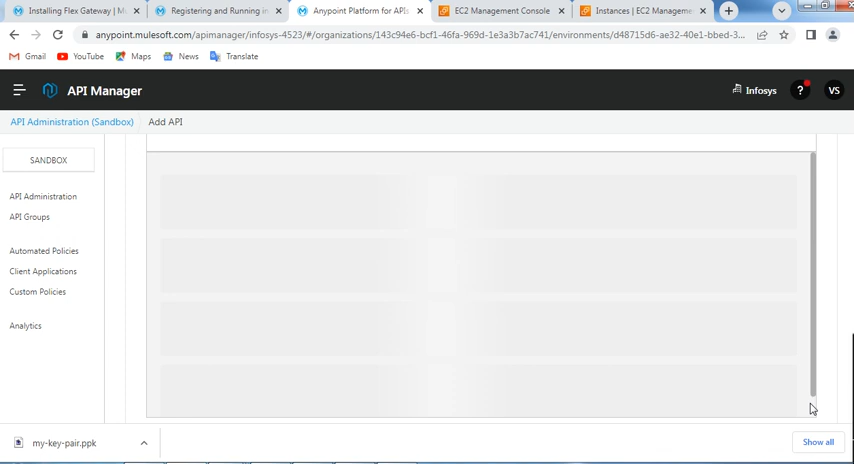 Installing Flex Gateway | M
Registering and Running in
Anypoint Platform for APIs
EC2 Management Console
Instances | EC2 Manageme
anypoint.mulesoft.com/apimanager/infosys-4523/#/organizations/143c94e6-bcf1-46fa-969d-1e3a3b7ac741/environments/d48715d6-ae32-40e1-bbed-3...
Gmail
YouTube
Maps
News
Translate
API Manager
Infosys
?
VS
API Administration (Sandbox)
Add API
SANDBOX
API Administration
API Groups
Automated Policies
Client Applications
Custom Policies
Analytics
my-key-pair.ppk
Show all